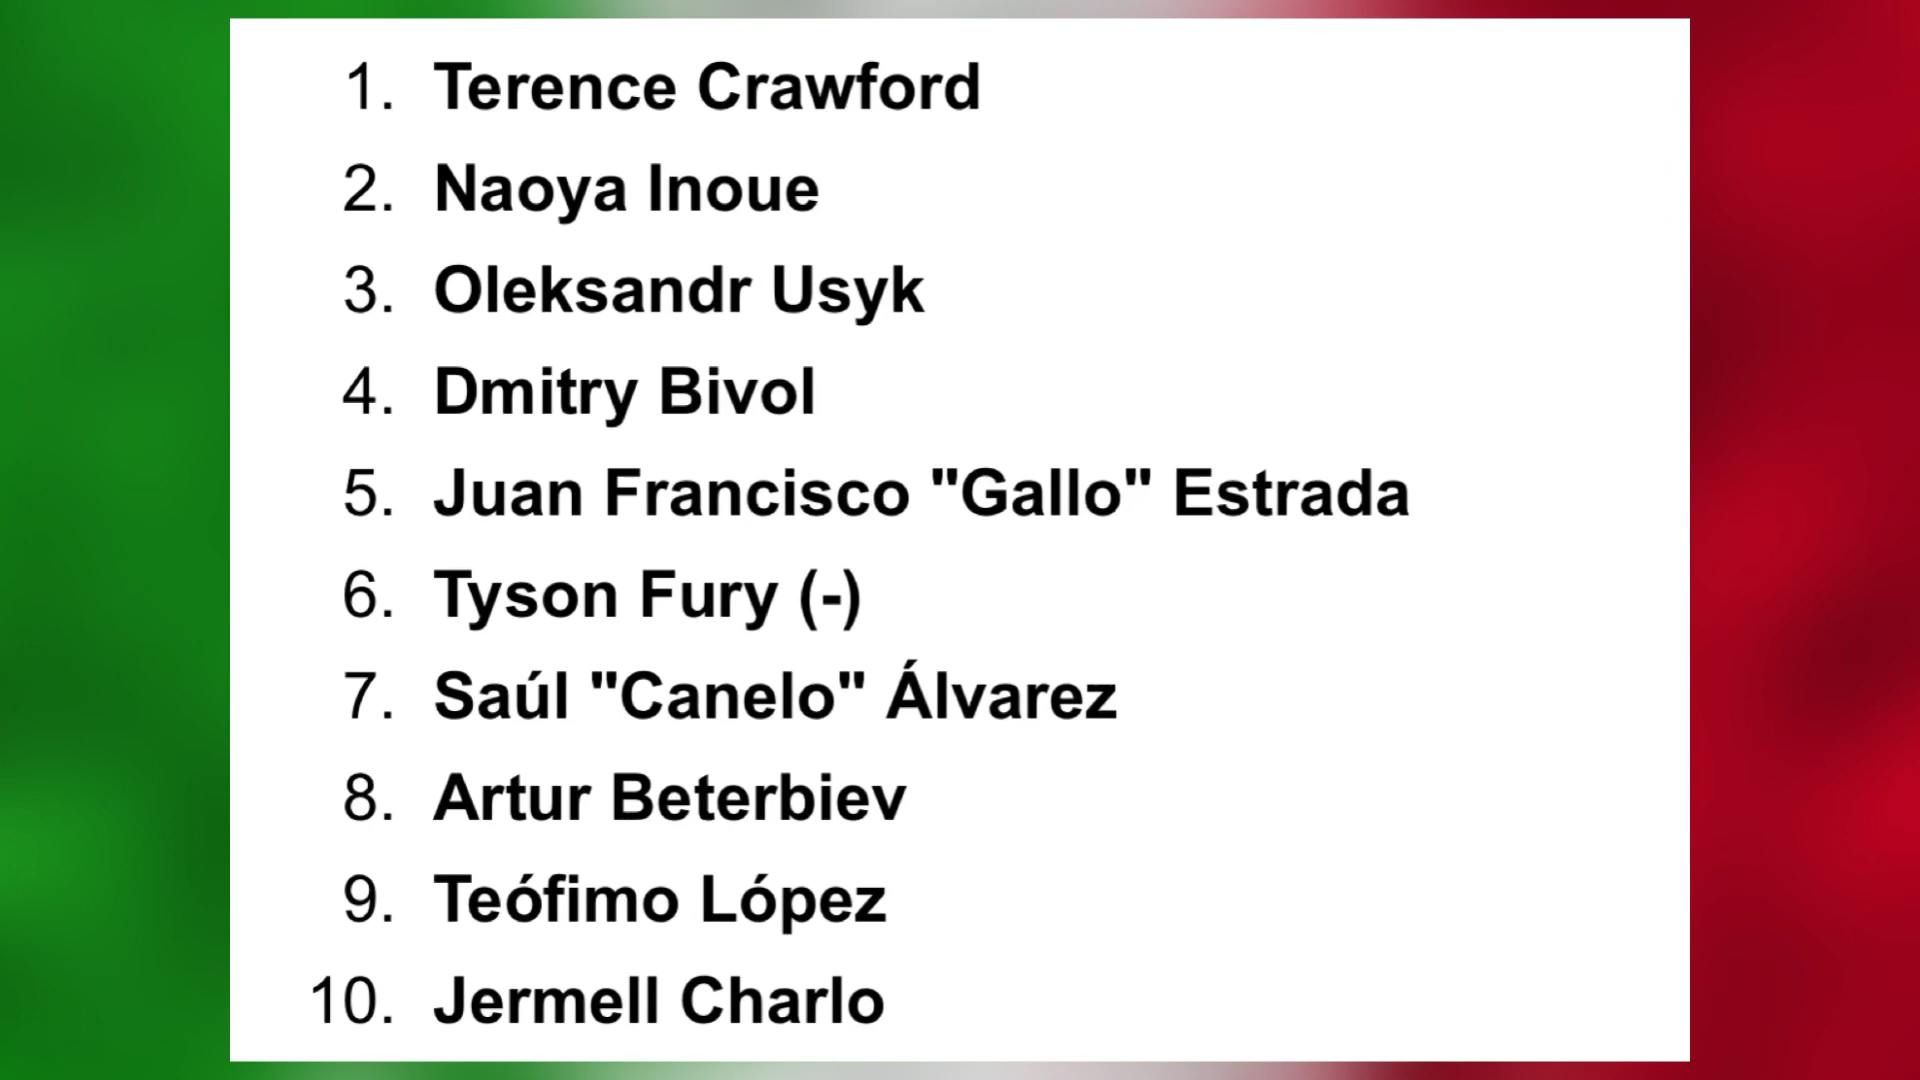 1. Terence Crawford
2. Naoya Inoue
3. Oleksandr Usyk
4. Dmitry Bivol
5. Juan Francisco "Gallo" Estrada
6. Tyson Fury (-)
7. Saúl "Canelo" Álvarez
8. Artur Beterbiev
9. Teófimo López
10. Jermell Charlo